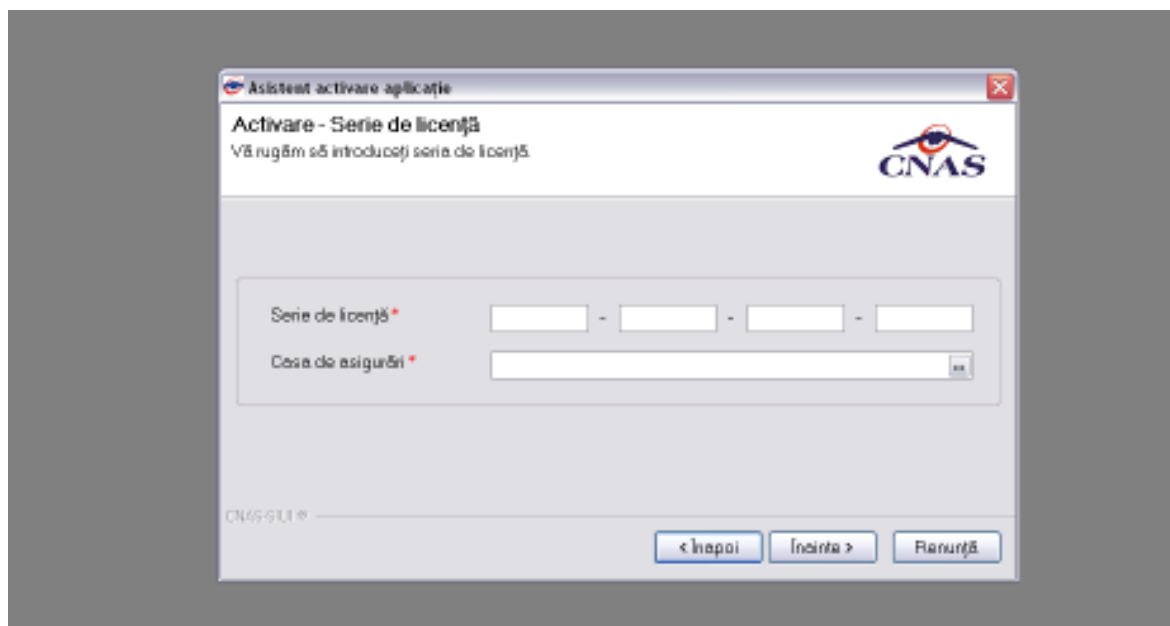 Asistent activare aplicație
Activare - Serie de licență
Vă rugăm să introduceți seria de licență.
CNAS
Serie de licență * - - -
Casa de asigurări * ...
CNAS-SIUI ®
< Înapoi Înainte > Renunță